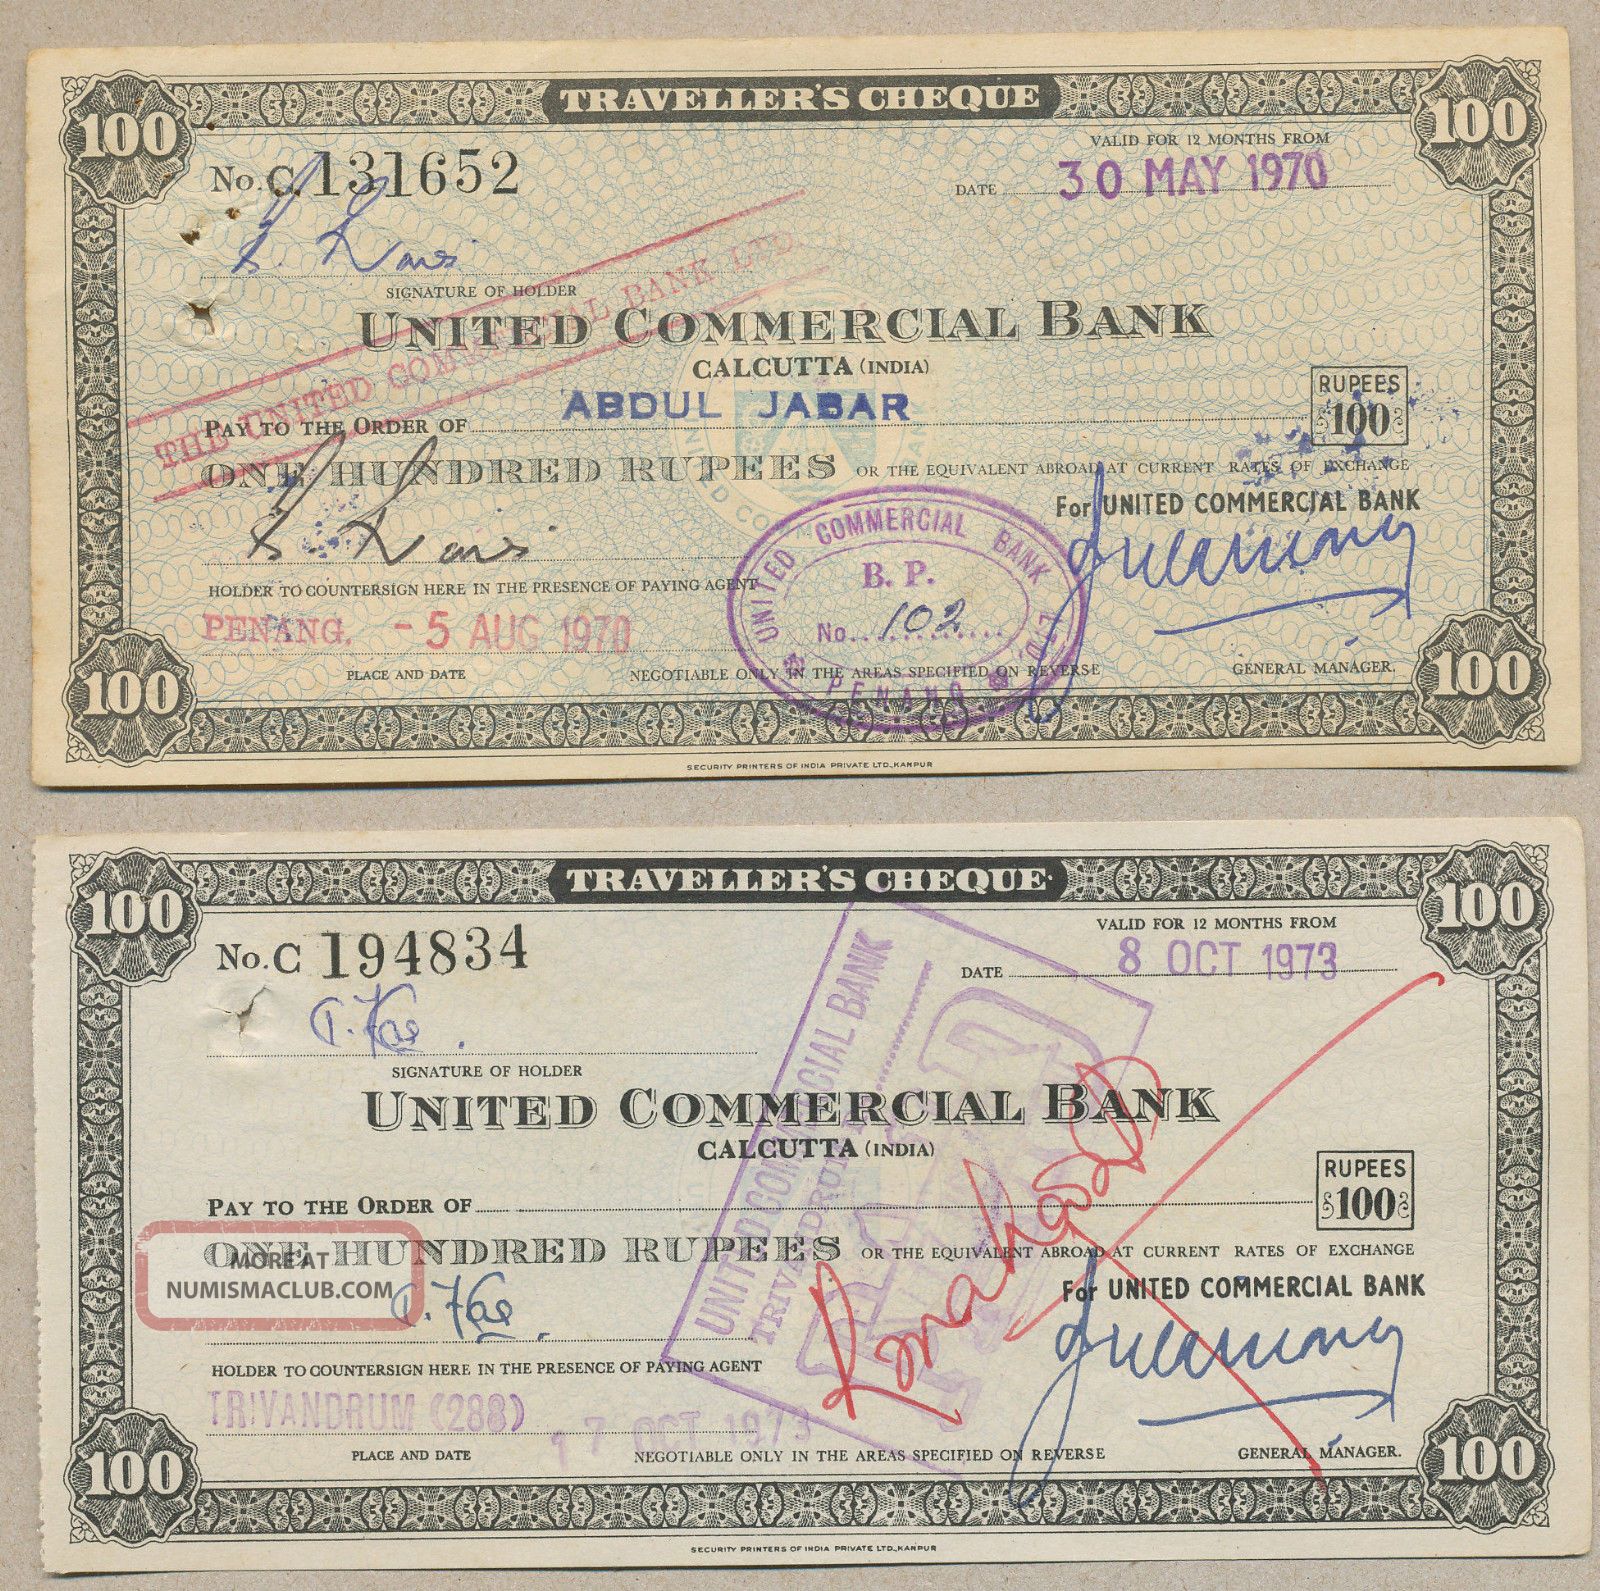 TRAVELLER'S CHEQUE
100 100
VALID FOR 12 MONTHS FROM
No. C 131652
DATE 30 MAY 1970
SIGNATURE OF HOLDER
THE UNITED COMMERCIAL BANK LTD.
UNITED COMMERCIAL BANK
CALCUTTA (INDIA)
RUPEES
100
PAY TO THE ORDER OF ABDUL JABAR
ONE HUNDRED RUPEES OR THE EQUIVALENT ABROAD AT CURRENT RATES OF EXCHANGE
For UNITED COMMERCIAL BANK
UNITED COMMERCIAL BANK LTD.
B. P.
No. 102
PENANG
HOLDER TO COUNTERSIGN HERE IN THE PRESENCE OF PAYING AGENT
PENANG. - 5 AUG 1970
PLACE AND DATE
NEGOTIABLE ONLY IN THE AREAS SPECIFIED ON REVERSE
GENERAL MANAGER.
100 100
SECURITY PRINTERS OF INDIA PRIVATE LTD., KANPUR
TRAVELLER'S CHEQUE
100 100
VALID FOR 12 MONTHS FROM
No. C 194834
DATE 8 OCT 1973
SIGNATURE OF HOLDER
UNITED COMMERCIAL BANK
TRIVANDRUM
PAID
UNITED COMMERCIAL BANK
CALCUTTA (INDIA)
RUPEES
100
PAY TO THE ORDER OF
ONE HUNDRED RUPEES OR THE EQUIVALENT ABROAD AT CURRENT RATES OF EXCHANGE
MORE AT
NUMISMACLUB.COM
For UNITED COMMERCIAL BANK
HOLDER TO COUNTERSIGN HERE IN THE PRESENCE OF PAYING AGENT
TRIVANDRUM (288) 17 OCT 1973
PLACE AND DATE
NEGOTIABLE ONLY IN THE AREAS SPECIFIED ON REVERSE
GENERAL MANAGER.
100 100
SECURITY PRINTERS OF INDIA PRIVATE LTD., KANPUR